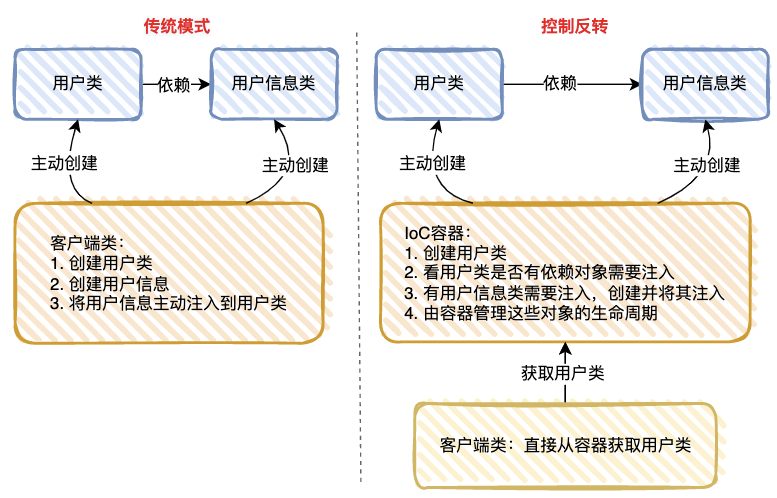 传统模式
用户类
依赖
用户信息类
主动创建
主动创建
客户端类：
1. 创建用户类
2. 创建用户信息
3. 将用户信息主动注入到用户类
控制反转
用户类
依赖
用户信息类
主动创建
主动创建
IoC容器：
1. 创建用户类
2. 看用户类是否有依赖对象需要注入
3. 有用户信息类需要注入，创建并将其注入
4. 由容器管理这些对象的生命周期
获取用户类
客户端类：直接从容器获取用户类